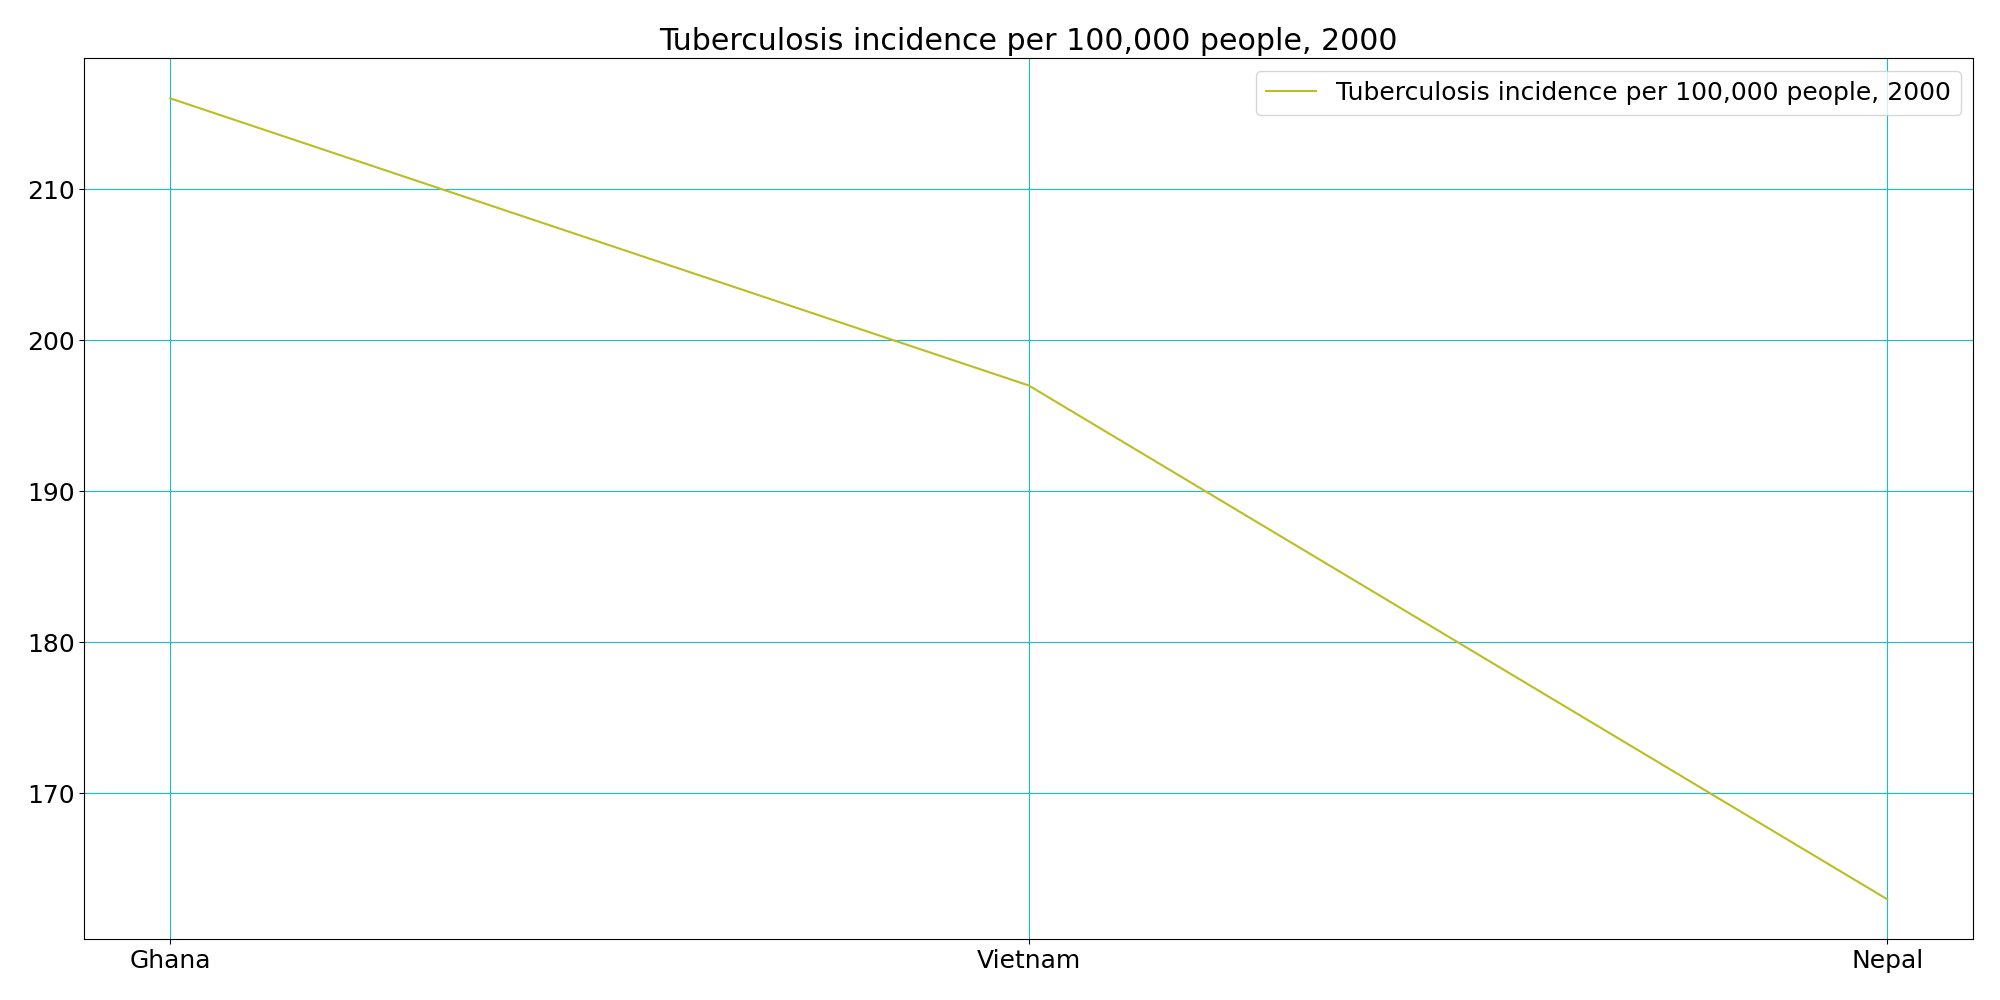 Tuberculosis incidence per 100,000 people, 2000
Tuberculosis incidence per 100,000 people, 2000
210
200
190
180
170
Ghana Vietnam Nepal